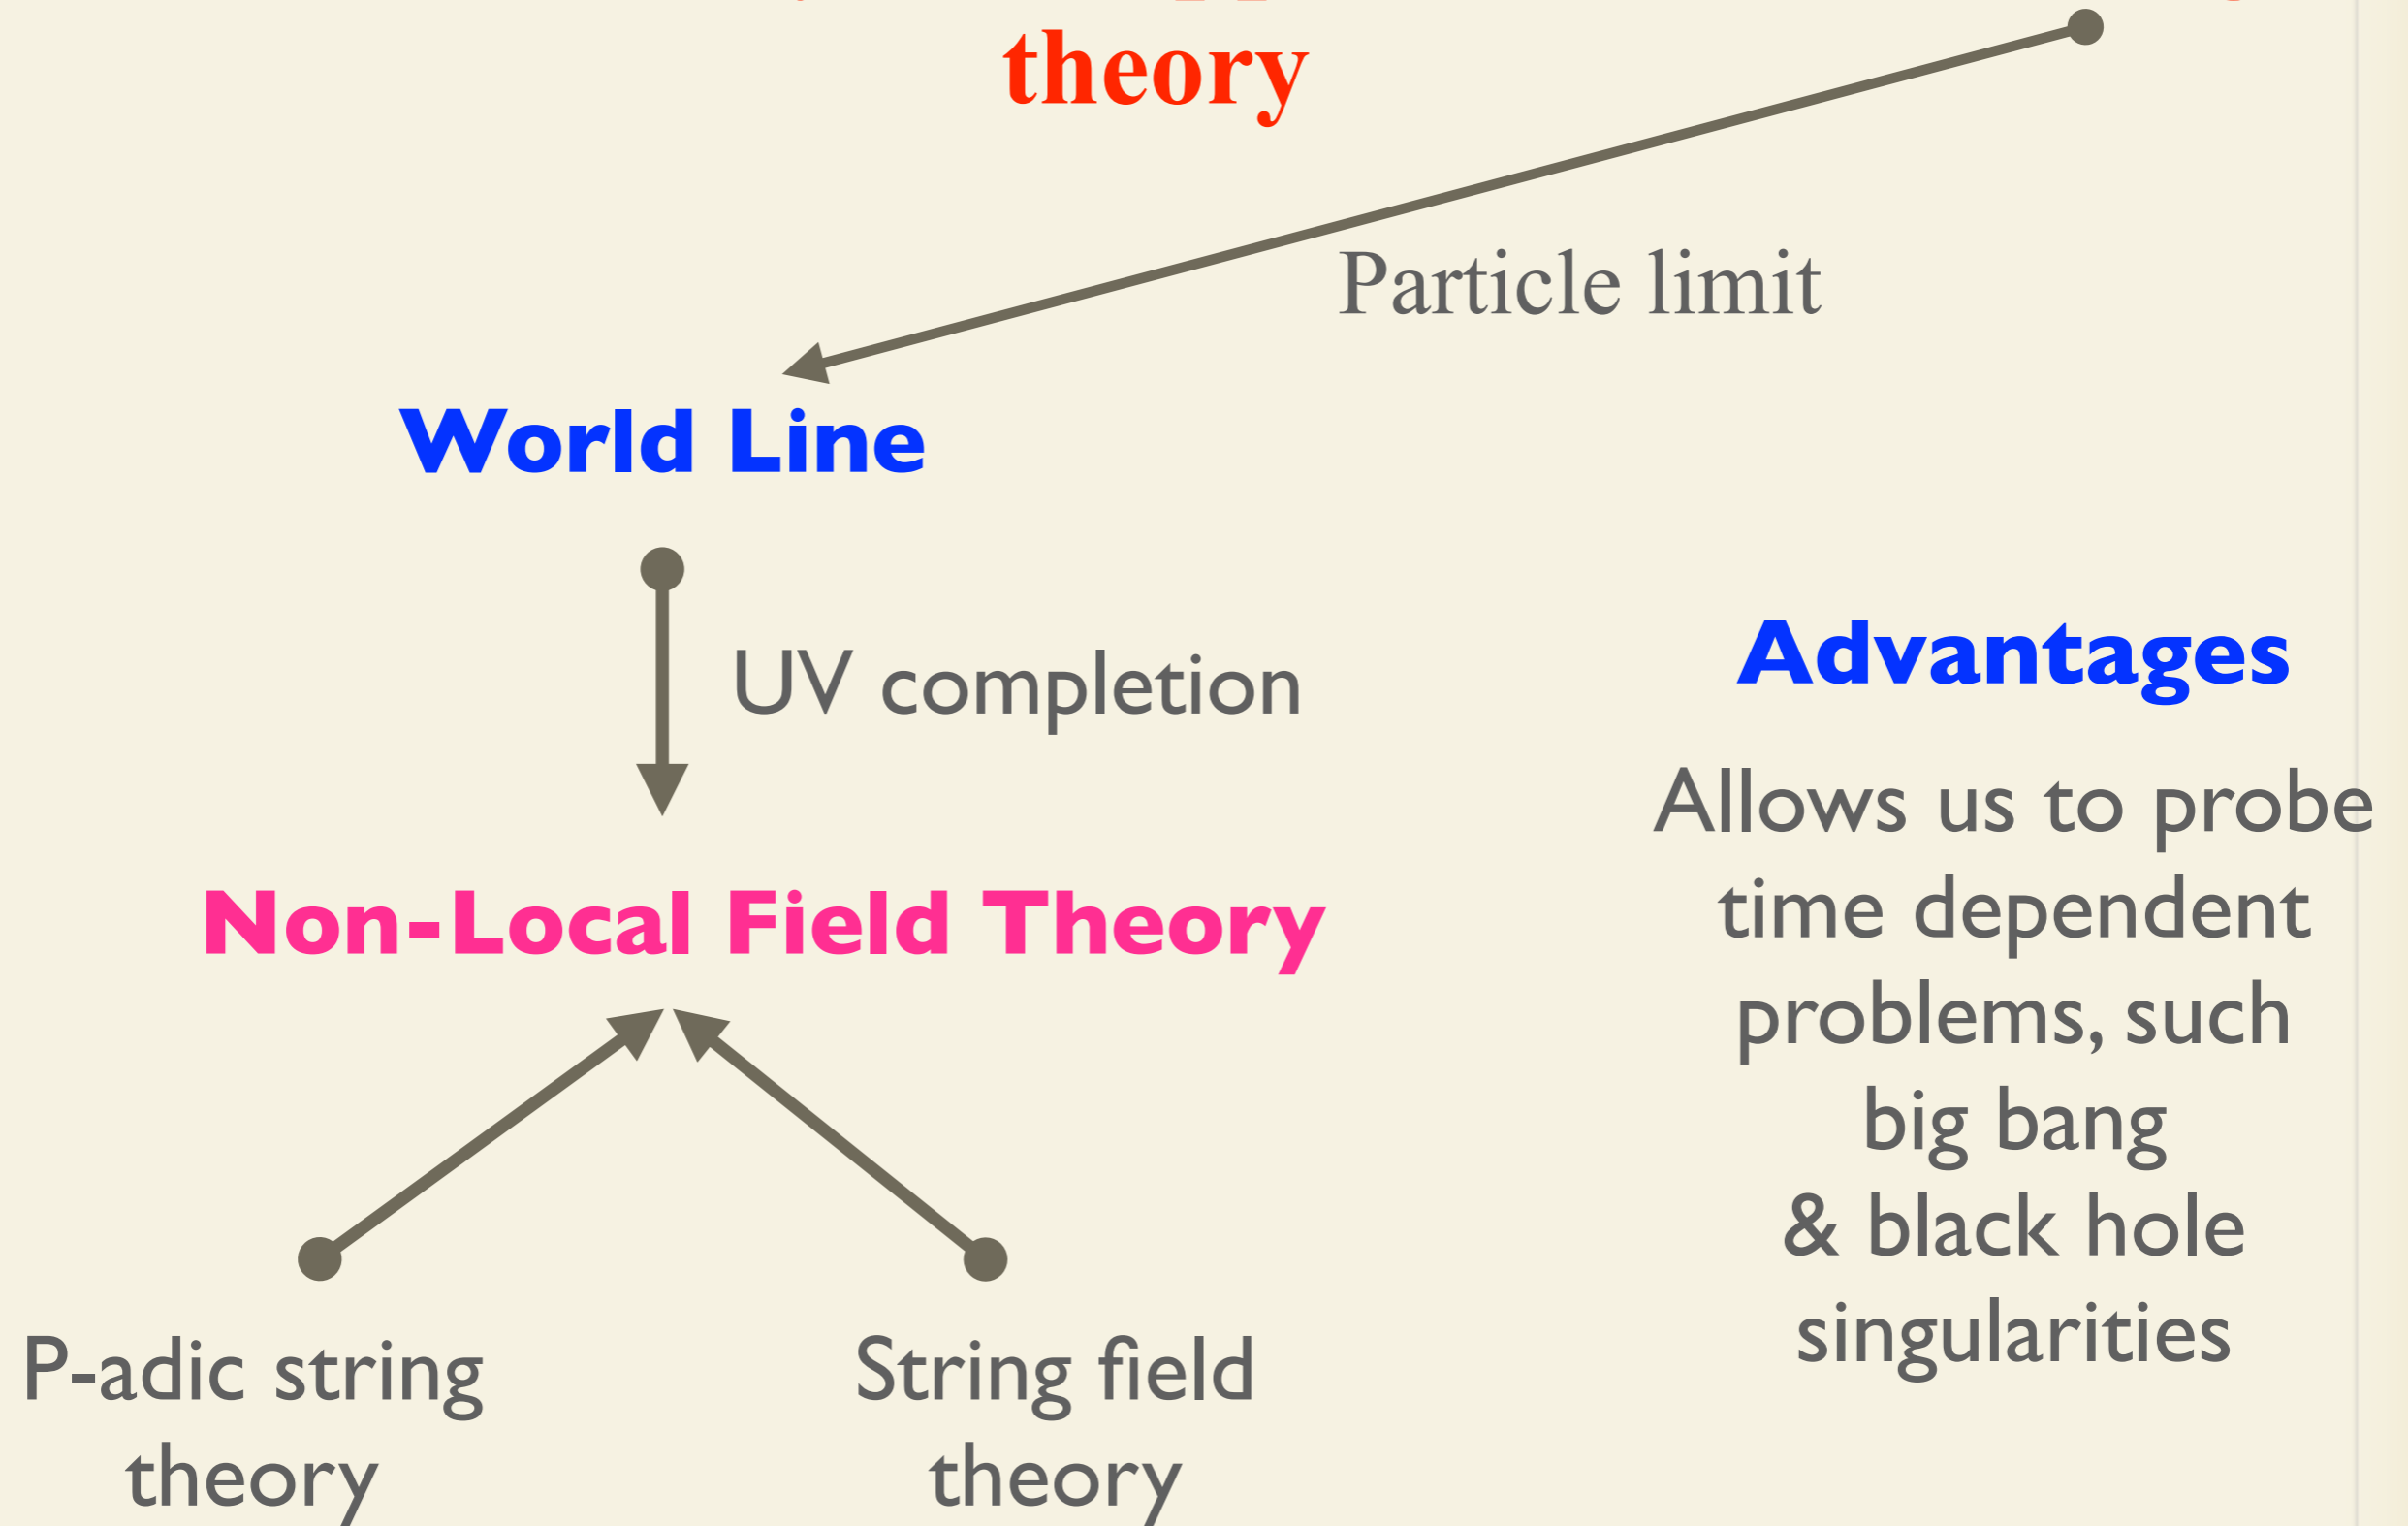 theory
Particle limit
World Line
UV completion
Advantages
Allows us to probe
time dependent
problems, such
big bang
& black hole
singularities
Non-Local Field Theory
P-adic string
theory
String field
theory